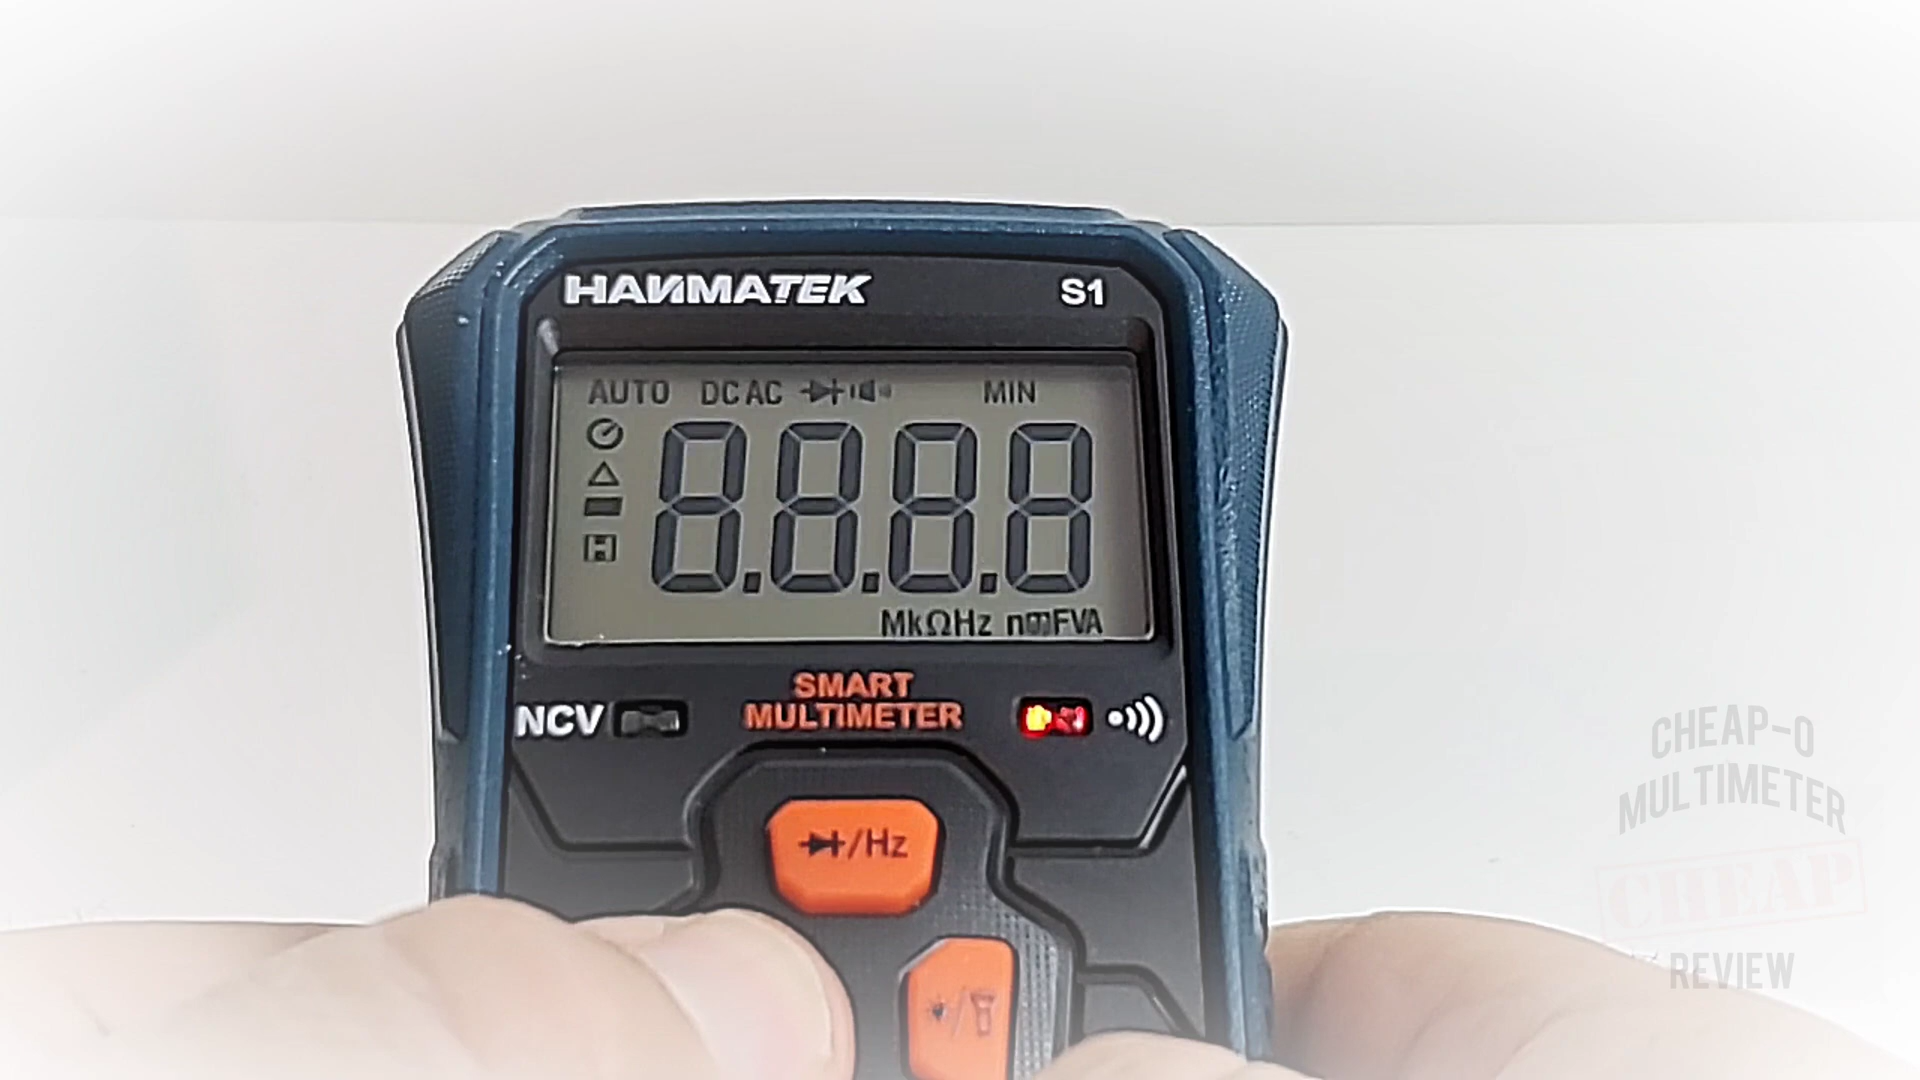 HANMATEK S1
AUTO DC AC MIN
8.8.8.8
MkΩHz nmFVA
SMART
MULTIMETER
NCV
/Hz
/
CHEAP-O
MULTIMETER
CHEAP
REVIEW